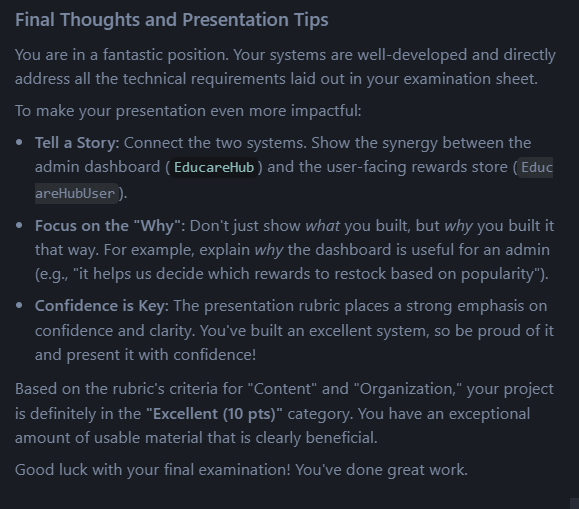 Final Thoughts and Presentation Tips
You are in a fantastic position. Your systems are well-developed and directly
address all the technical requirements laid out in your examination sheet.
To make your presentation even more impactful:
• Tell a Story: Connect the two systems. Show the synergy between the
admin dashboard ( EducareHub ) and the user-facing rewards store ( Educ
areHubUser ).
• Focus on the "Why": Don't just show what you built, but why you built it
that way. For example, explain why the dashboard is useful for an admin
(e.g., "it helps us decide which rewards to restock based on popularity").
• Confidence is Key: The presentation rubric places a strong emphasis on
confidence and clarity. You've built an excellent system, so be proud of it
and present it with confidence!
Based on the rubric's criteria for "Content" and "Organization," your project
is definitely in the "Excellent (10 pts)" category. You have an exceptional
amount of usable material that is clearly beneficial.
Good luck with your final examination! You've done great work.